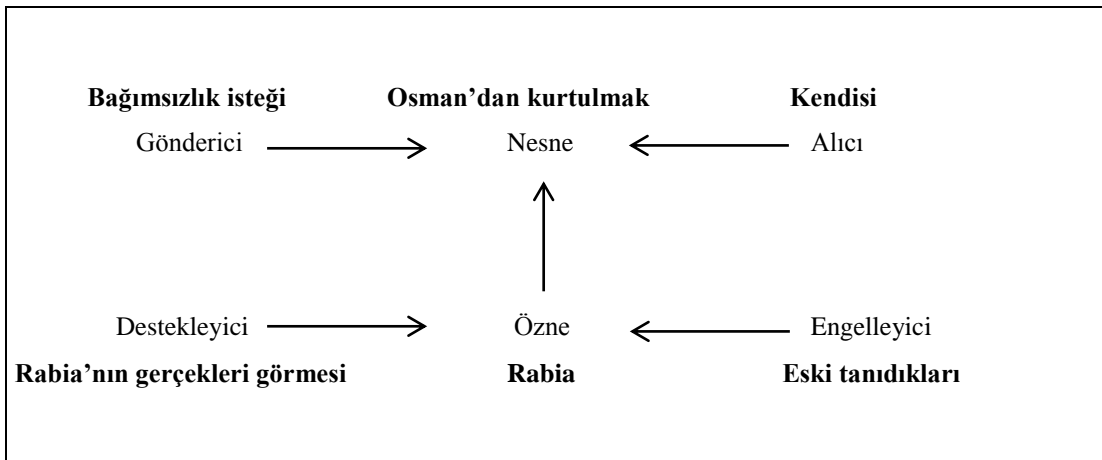 Bağımsızlık isteği Osman’dan kurtulmak Kendisi
Gönderici Nesne Alıcı
Destekleyici Özne Engelleyici
Rabia’nın gerçekleri görmesi Rabia Eski tanıdıkları